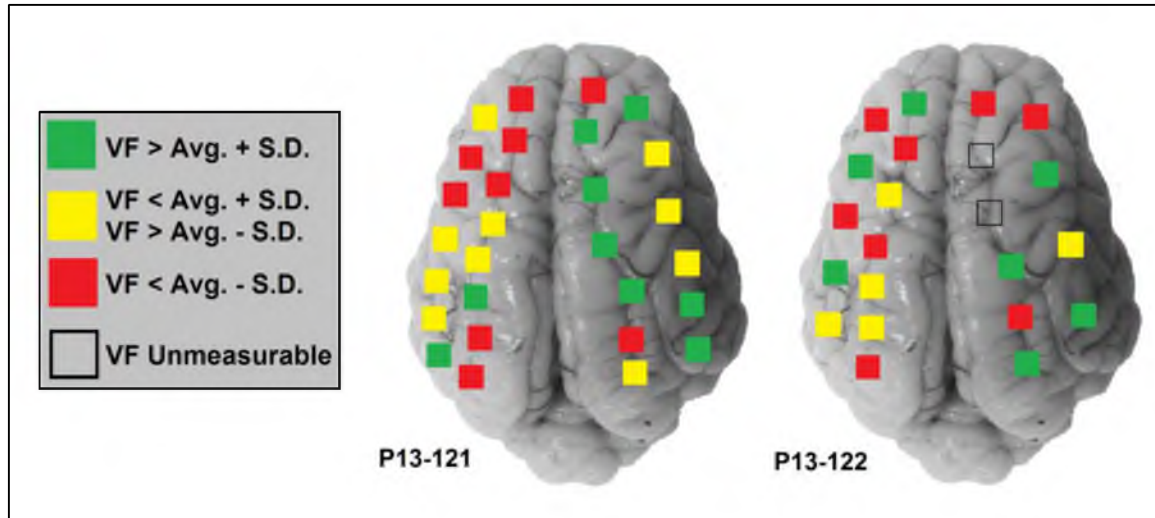 VF > Avg. + S.D.
VF < Avg. + S.D.
VF > Avg. - S.D.
VF < Avg. - S.D.
VF Unmeasurable
P13-121
P13-122